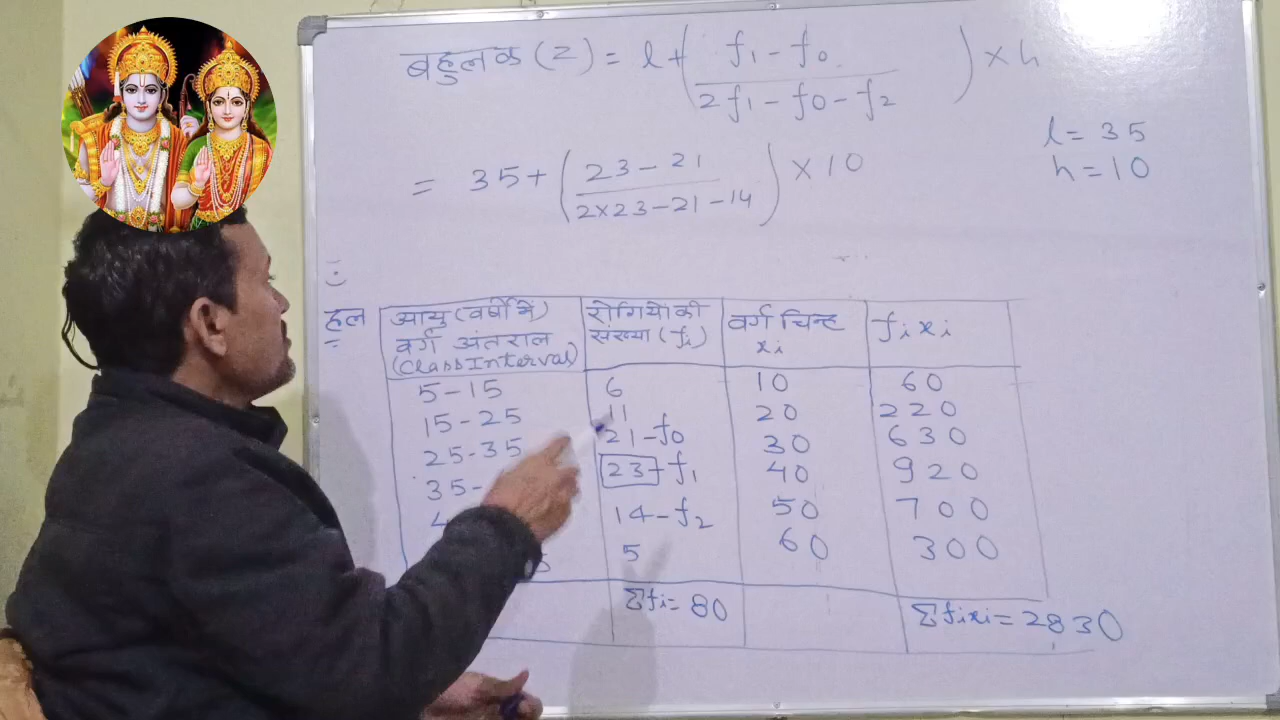 बहुलक (Z) = l + ( f1 - f0 / 2f1 - f0 - f2 ) × h
l = 35
h = 10
= 35 + ( 23 - 21 / 2×23 - 21 - 14 ) × 10
हल
आयु (वर्षों में) वर्ग अंतराल (Class Interval) रोगियों की संख्या (fi) वर्ग चिन्ह xi fixi
5-15 6 10 60
15-25 11 20 220
25-35 21-f0 30 630
35- 23-f1 40 920
4 14-f2 50 700
5 5 60 300
Σfi = 80 Σfixi = 2830